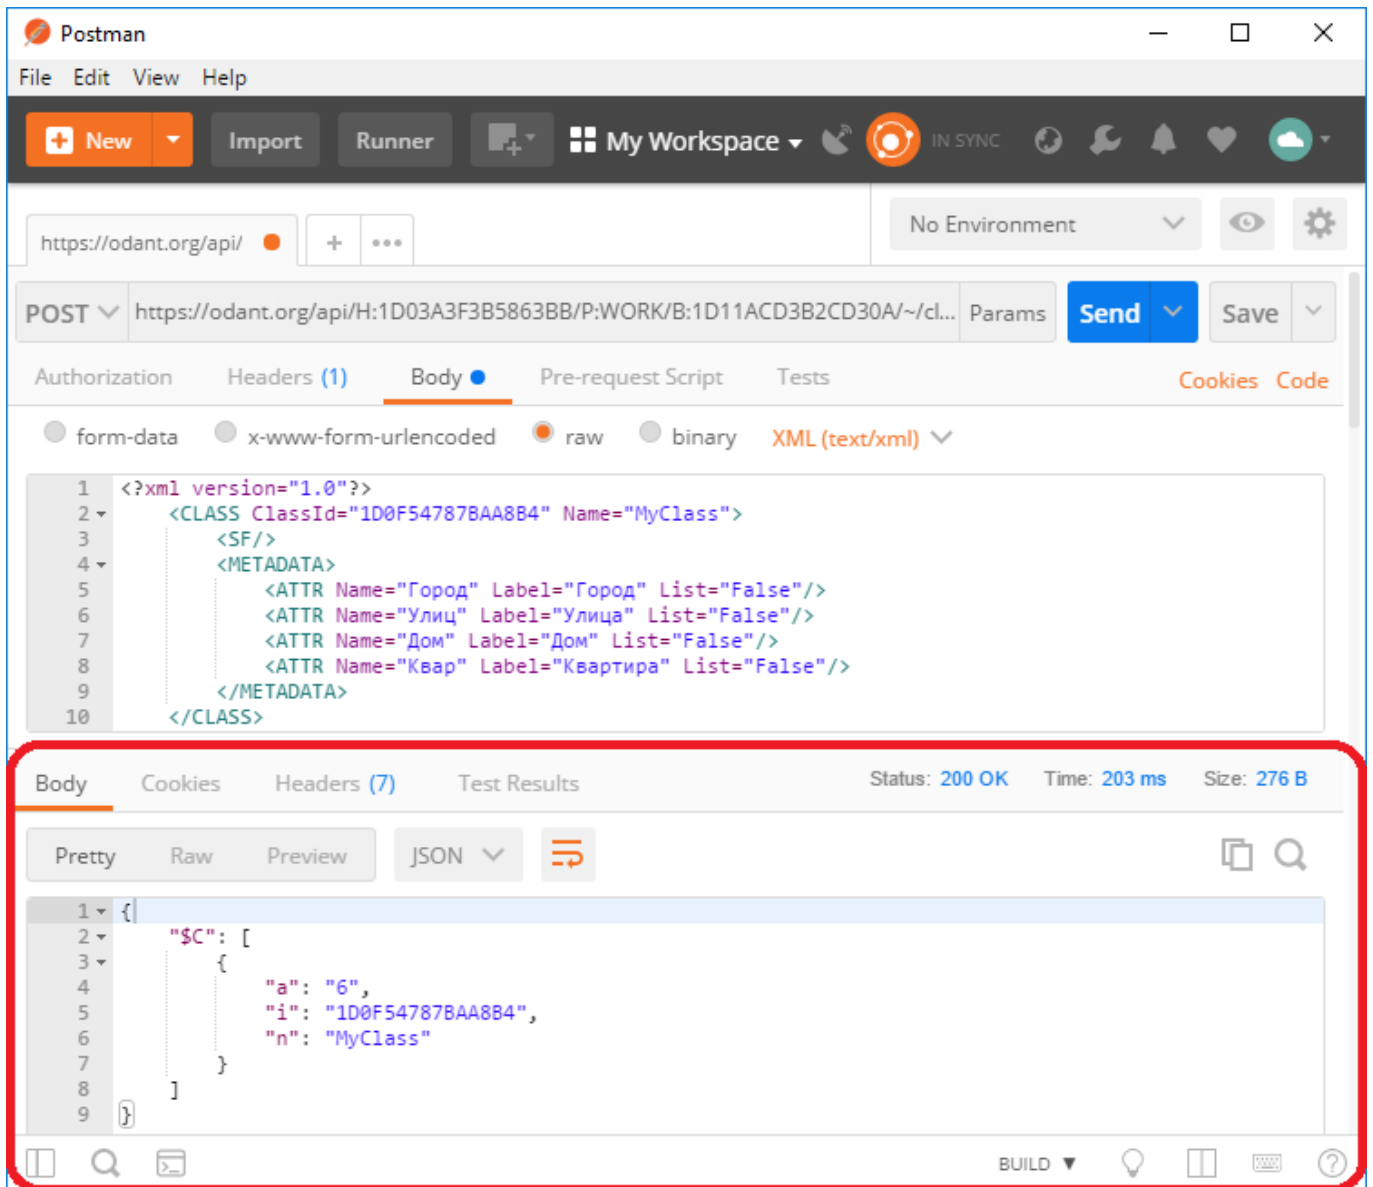 Postman
File Edit View Help
New Import Runner My Workspace IN SYNC
https://odant.org/api/ + ••• No Environment
POST https://odant.org/api/H:1D03A3F3B5863BB/P:WORK/B:1D11ACD3B2CD30A/~/cl... Params Send Save
Authorization Headers (1) Body Pre-request Script Tests Cookies Code
form-data x-www-form-urlencoded raw binary XML (text/xml)
1 <?xml version="1.0"?>
2 <CLASS ClassId="1D0F54787BAA8B4" Name="MyClass">
3 <SF/>
4 <METADATA>
5 <ATTR Name="Город" Label="Город" List="False"/>
6 <ATTR Name="Улиц" Label="Улица" List="False"/>
7 <ATTR Name="Дом" Label="Дом" List="False"/>
8 <ATTR Name="Квар" Label="Квартира" List="False"/>
9 </METADATA>
10 </CLASS>
Body Cookies Headers (7) Test Results Status: 200 OK Time: 203 ms Size: 276 B
Pretty Raw Preview JSON
1 {
2 "$C": [
3 {
4 "a": "6",
5 "i": "1D0F54787BAA8B4",
6 "n": "MyClass"
7 }
8 ]
9 }
BUILD